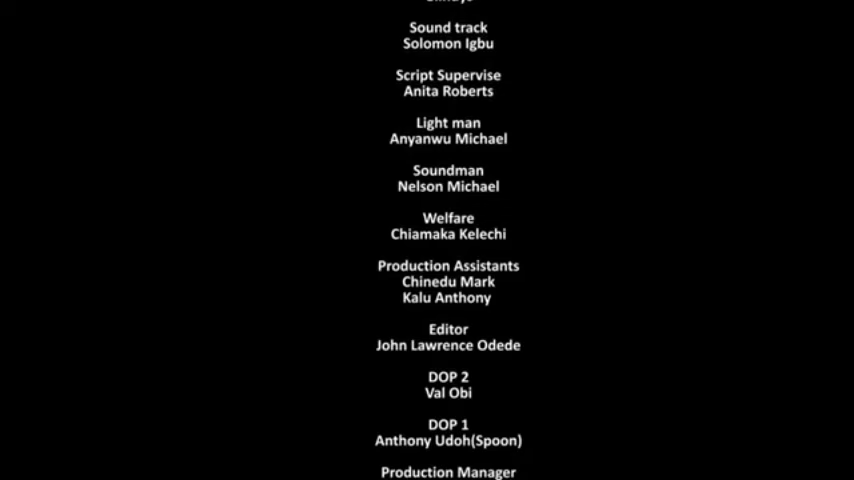 Sound track
Solomon Igbu
Script Supervise
Anita Roberts
Light man
Anyanwu Michael
Soundman
Nelson Michael
Welfare
Chiamaka Kelechi
Production Assistants
Chinedu Mark
Kalu Anthony
Editor
John Lawrence Odede
DOP 2
Val Obi
DOP 1
Anthony Udoh(Spoon)
Production Manager